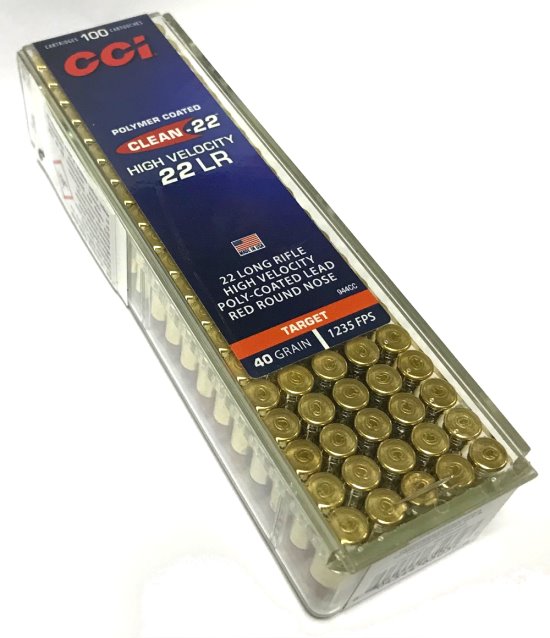 CARTRIDGES 100 CARTOUCHES
CCi
POLYMER COATED
CLEAN-22
HIGH VELOCITY
22 LR
22 LONG RIFLE
HIGH VELOCITY
POLY-COATED LEAD
RED ROUND NOSE
944CC
TARGET
40 GRAIN 1235 FPS